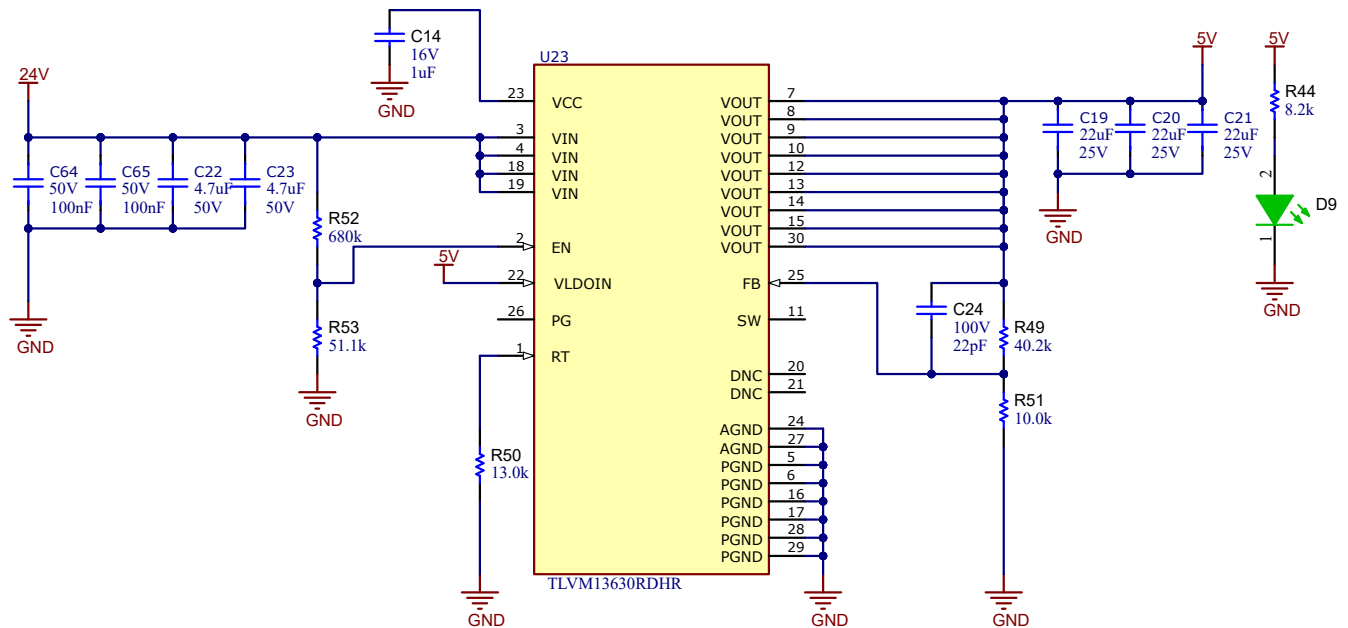 C14
16V
1uF
GND
24V
C64
50V
100nF
C65
50V
100nF
C22
4.7uF
50V
C23
4.7uF
50V
GND
R52
680k
R53
51.1k
GND
5V
R50
13.0k
GND
U23
23 VCC
3 VIN
4 VIN
18 VIN
19 VIN
2 EN
22 VLDOIN
26 PG
1 RT
VOUT 7
VOUT 8
VOUT 9
VOUT 10
VOUT 12
VOUT 13
VOUT 14
VOUT 15
VOUT 30
FB 25
SW 11
DNC 20
DNC 21
AGND 24
AGND 27
PGND 5
PGND 6
PGND 16
PGND 17
PGND 28
PGND 29
TLVM13630RDHR
GND
C24
100V
22pF
R49
40.2k
R51
10.0k
GND
5V
C19
22uF
25V
C20
22uF
25V
C21
22uF
25V
GND
5V
R44
8.2k
2
D9
1
GND